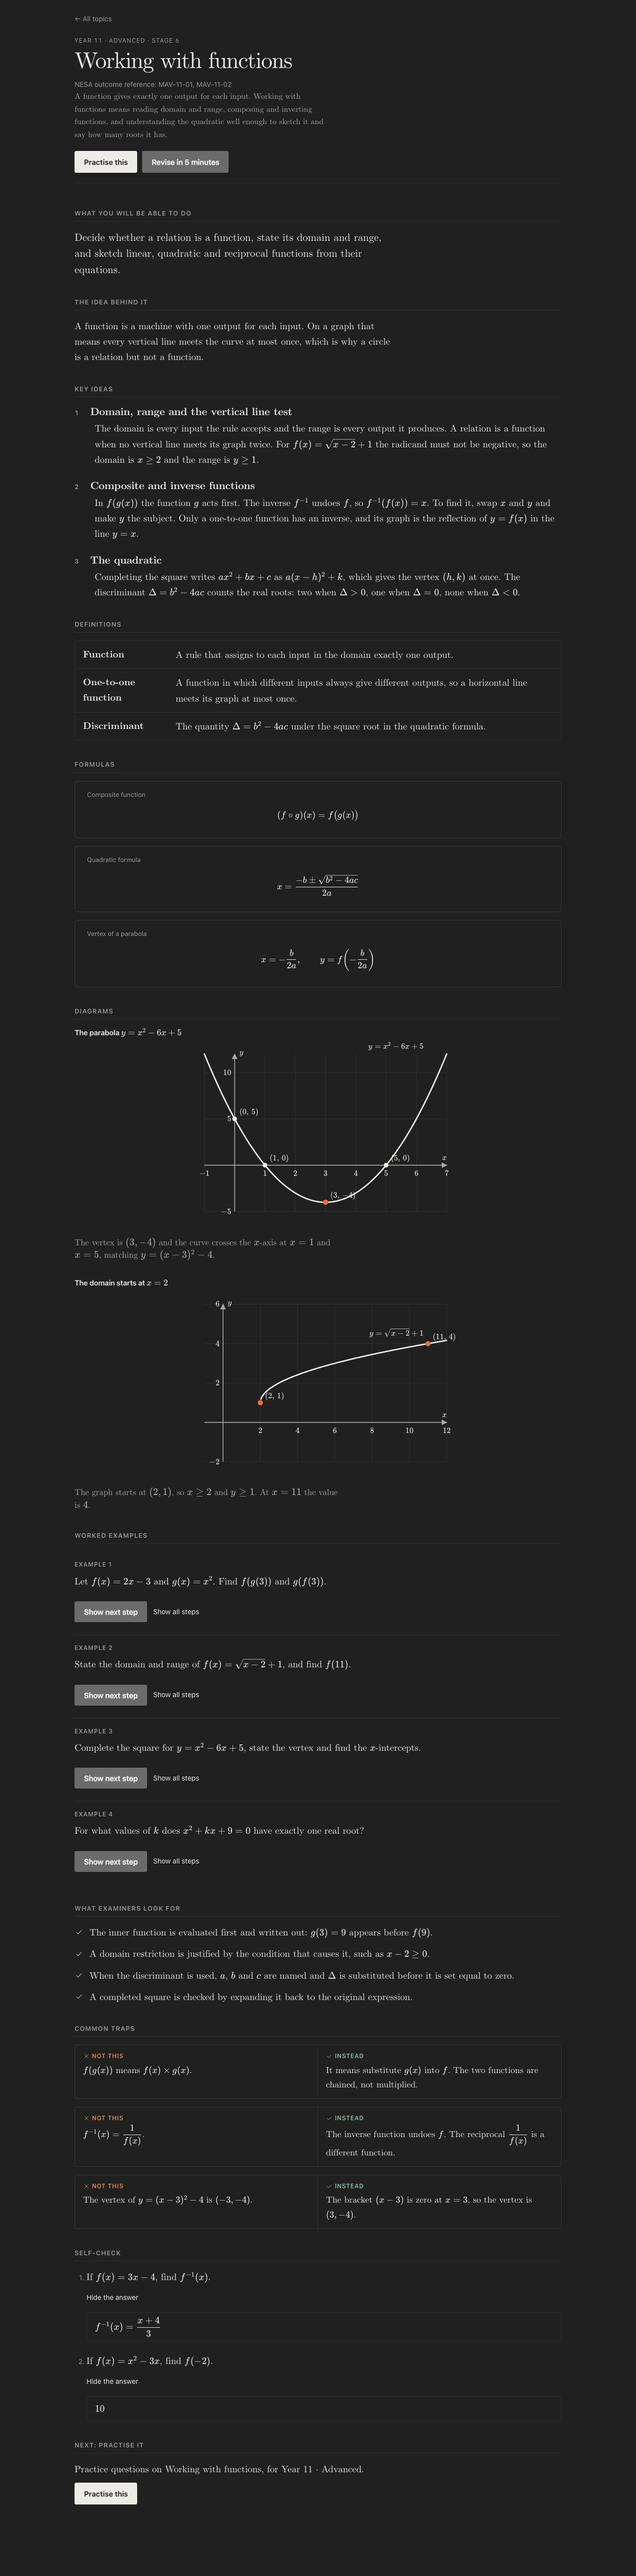 ← All topics
YEAR 11 · ADVANCED · STAGE 6
Working with functions
NESA outcome reference: MAV-11-01, MAV-11-02
A function gives exactly one output for each input. Working with
functions means reading domain and range, composing and inverting
functions, and understanding the quadratic well enough to sketch it and
say how many roots it has.
Practise this
Revise in 5 minutes
WHAT YOU WILL BE ABLE TO DO
Decide whether a relation is a function, state its domain and range,
and sketch linear, quadratic and reciprocal functions from their
equations.
THE IDEA BEHIND IT
A function is a machine with one output for each input. On a graph that
means every vertical line meets the curve at most once, which is why a circle
is a relation but not a function.
KEY IDEAS
1 Domain, range and the vertical line test
The domain is every input the rule accepts and the range is every output it produces. A relation is a function
when no vertical line meets its graph twice. For f(x) = √(x − 2) + 1 the radicand must not be negative, so the
domain is x ≥ 2 and the range is y ≥ 1.
2 Composite and inverse functions
In f(g(x)) the function g acts first. The inverse f⁻¹ undoes f, so f⁻¹(f(x)) = x. To find it, swap x and y and
make y the subject. Only a one-to-one function has an inverse, and its graph is the reflection of y = f(x) in the
line y = x.
3 The quadratic
Completing the square writes ax² + bx + c as a(x − h)² + k, which gives the vertex (h, k) at once. The
discriminant Δ = b² − 4ac counts the real roots: two when Δ > 0, one when Δ = 0, none when Δ < 0.
DEFINITIONS
Function A rule that assigns to each input in the domain exactly one output.
One-to-one function A function in which different inputs always give different outputs, so a horizontal line
meets its graph at most once.
Discriminant The quantity Δ = b² − 4ac under the square root in the quadratic formula.
FORMULAS
Composite function
(f ∘ g)(x) = f(g(x))
Quadratic formula
x = (−b ± √(b² − 4ac)) / 2a
Vertex of a parabola
x = −b/2a, y = f(−b/2a)
DIAGRAMS
The parabola y = x² − 6x + 5
y = x² − 6x + 5
y
10
5
(0, 5)
(1, 0)
(5, 0)
x
−1 1 2 3 4 5 6 7
(3, −4)
−5
The vertex is (3, −4) and the curve crosses the x-axis at x = 1 and
x = 5, matching y = (x − 3)² − 4.
The domain starts at x = 2
6 y
y = √(x − 2) + 1
(11, 4)
4
2
(2, 1)
x
2 4 6 8 10 12
−2
The graph starts at (2, 1), so x ≥ 2 and y ≥ 1. At x = 11 the value
is 4.
WORKED EXAMPLES
EXAMPLE 1
Let f(x) = 2x − 3 and g(x) = x². Find f(g(3)) and g(f(3)).
Show next step
Show all steps
EXAMPLE 2
State the domain and range of f(x) = √(x − 2) + 1, and find f(11).
Show next step
Show all steps
EXAMPLE 3
Complete the square for y = x² − 6x + 5, state the vertex and find the x-intercepts.
Show next step
Show all steps
EXAMPLE 4
For what values of k does x² + kx + 9 = 0 have exactly one real root?
Show next step
Show all steps
WHAT EXAMINERS LOOK FOR
✓ The inner function is evaluated first and written out: g(3) = 9 appears before f(9).
✓ A domain restriction is justified by the condition that causes it, such as x − 2 ≥ 0.
✓ When the discriminant is used, a, b and c are named and Δ is substituted before it is set equal to zero.
✓ A completed square is checked by expanding it back to the original expression.
COMMON TRAPS
× NOT THIS
f(g(x)) means f(x) × g(x).
✓ INSTEAD
It means substitute g(x) into f. The two functions are
chained, not multiplied.
× NOT THIS
f⁻¹(x) = 1/f(x).
✓ INSTEAD
The inverse function undoes f. The reciprocal 1/f(x) is a
different function.
× NOT THIS
The vertex of y = (x − 3)² − 4 is (−3, −4).
✓ INSTEAD
The bracket (x − 3) is zero at x = 3, so the vertex is
(3, −4).
SELF-CHECK
1. If f(x) = 3x − 4, find f⁻¹(x).
Hide the answer
f⁻¹(x) = (x + 4)/3
2. If f(x) = x² − 3x, find f(−2).
Hide the answer
10
NEXT: PRACTISE IT
Practice questions on Working with functions, for Year 11 · Advanced.
Practise this